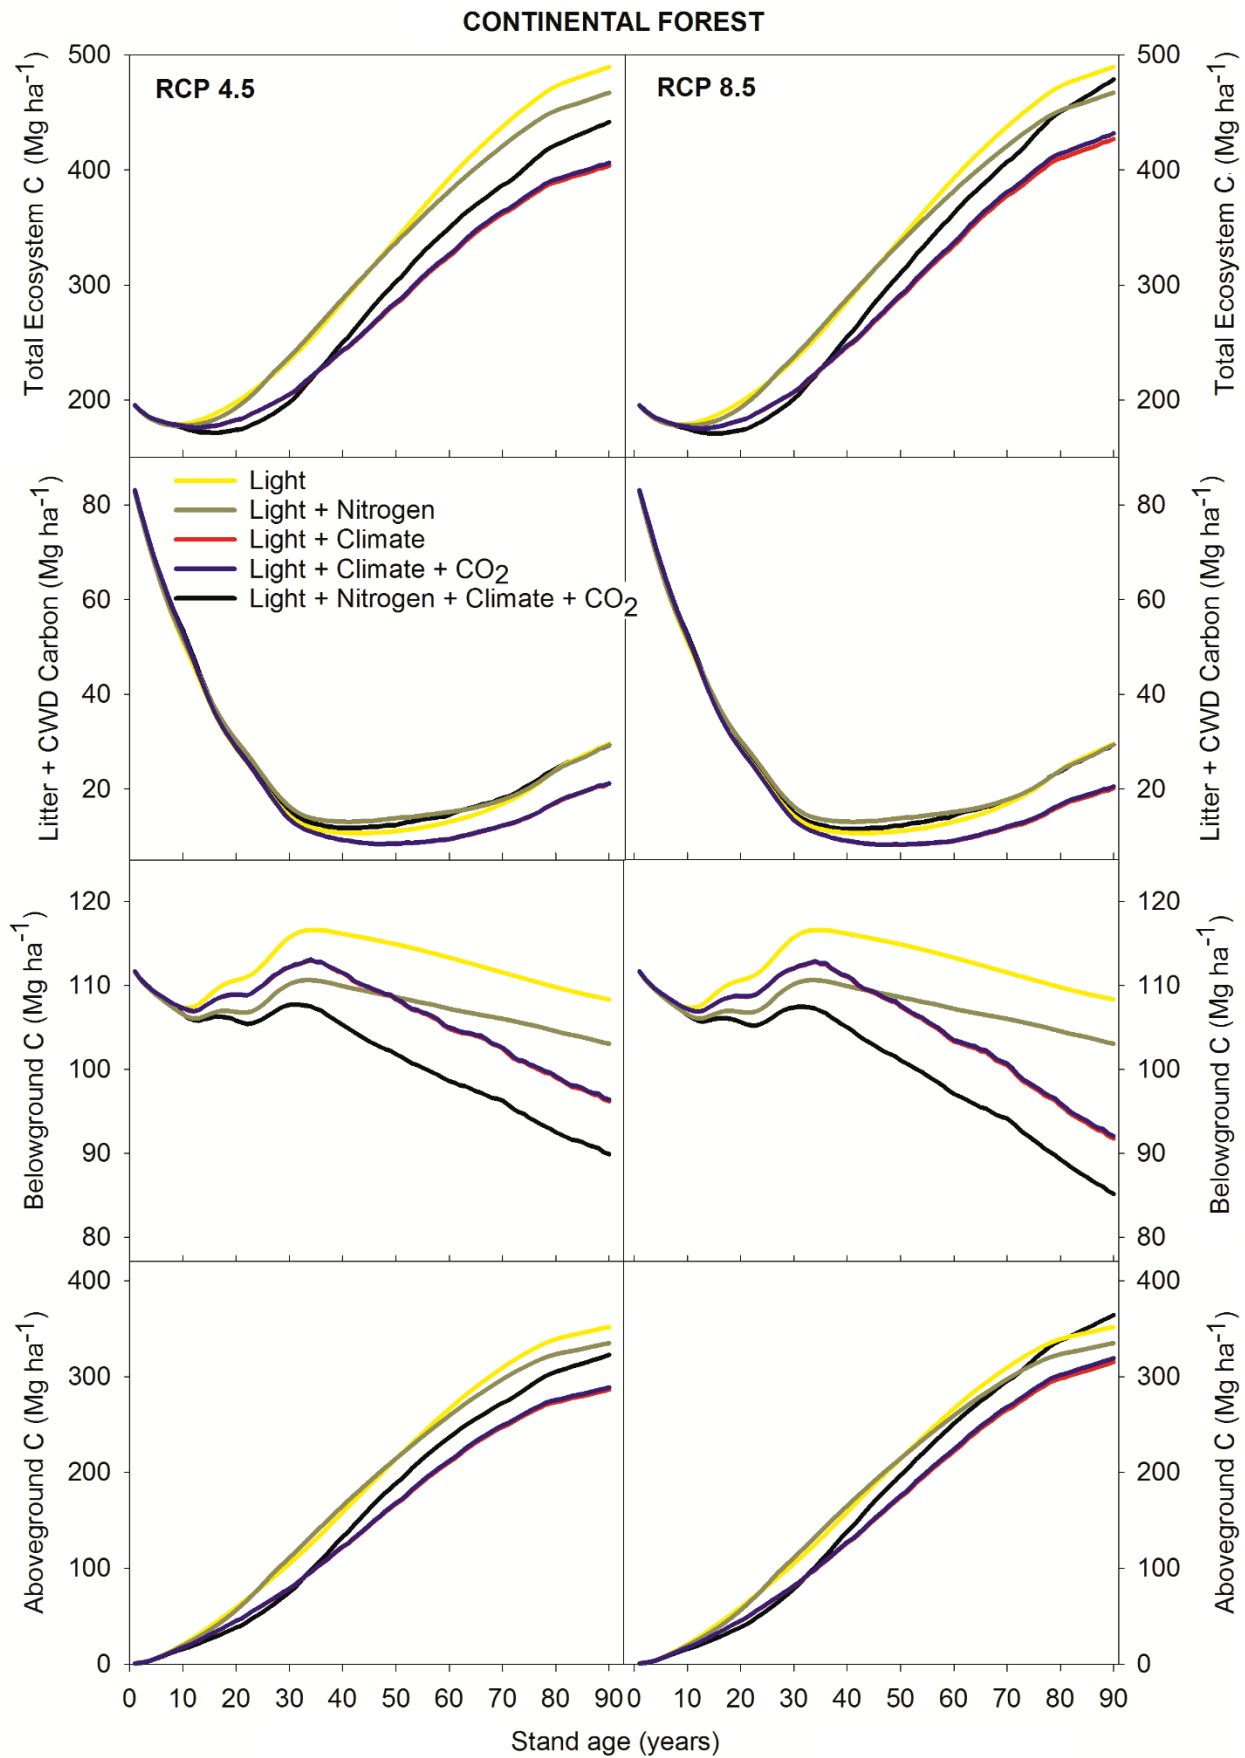 CONTINENTAL FOREST
RCP 4.5
RCP 8.5
Total Ecosystem C (Mg ha-1)
500
400
300
200
500
400
300
200
Total Ecosystem C (Mg ha-1)
Litter + CWD Carbon (Mg ha-1)
80
60
40
20
Light
Light + Nitrogen
Light + Climate
Light + Climate + CO2
Light + Nitrogen + Climate + CO2
80
60
40
20
Litter + CWD Carbon (Mg ha-1)
Belowground C (Mg ha-1)
120
110
100
90
80
120
110
100
90
80
Belowground C (Mg ha-1)
Aboveground C (Mg ha-1)
400
300
200
100
0
400
300
200
100
0
Aboveground C (Mg ha-1)
0 10 20 30 40 50 60 70 80 90 0 10 20 30 40 50 60 70 80 90
Stand age (years)